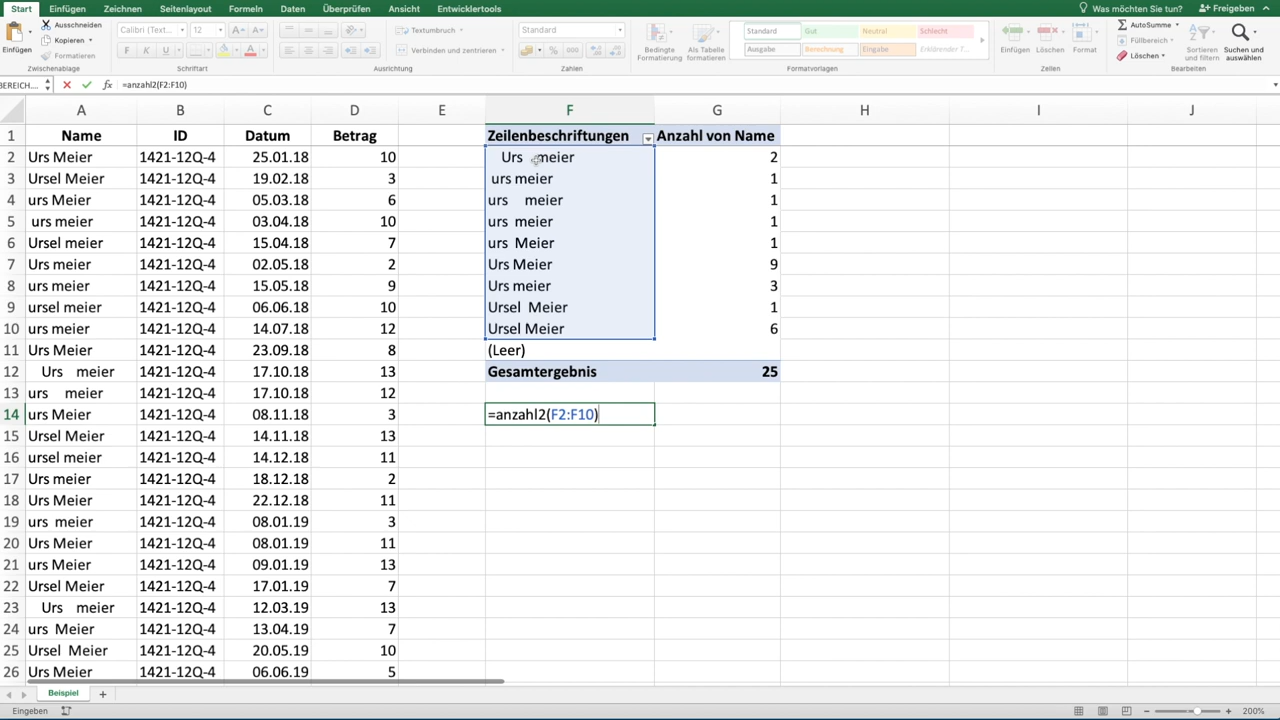 Start Einfügen Zeichnen Seitenlayout Formeln Daten Überprüfen Ansicht Entwicklertools Was möchten Sie tun? Freigeben
Einfügen Ausschneiden Kopieren Formatieren Calibri (Text... 12 Textumbruch Verbinden und zentrieren Standard Bedingte Formatierung Als Tabelle formatieren Standard Gut Neutral Schlecht Ausgabe Berechnung Eingabe Erklärender T... Einfügen Löschen Format AutoSumme Füllbereich Löschen Sortieren und filtern Suchen und auswählen
Zwischenablage Schriftart Ausrichtung Zahlen Formatvorlagen Zellen Bearbeiten
BEREICH.... fx =anzahl2(F2:F10)
A B C D E F G H I J
1 Name ID Datum Betrag Zeilenbeschriftungen Anzahl von Name
2 Urs Meier 1421-12Q-4 25.01.18 10 Urs meier 2
3 Ursel Meier 1421-12Q-4 19.02.18 3 urs meier 1
4 urs Meier 1421-12Q-4 05.03.18 6 urs meier 1
5 urs meier 1421-12Q-4 03.04.18 10 urs meier 1
6 Ursel meier 1421-12Q-4 15.04.18 7 urs Meier 1
7 Urs meier 1421-12Q-4 02.05.18 2 Urs Meier 9
8 urs meier 1421-12Q-4 15.05.18 9 Urs meier 3
9 ursel meier 1421-12Q-4 06.06.18 10 Ursel Meier 1
10 urs meier 1421-12Q-4 14.07.18 12 Ursel Meier 6
11 Urs Meier 1421-12Q-4 23.09.18 8 (Leer)
12 Urs meier 1421-12Q-4 17.10.18 13 Gesamtergebnis 25
13 urs meier 1421-12Q-4 17.10.18 12
14 urs Meier 1421-12Q-4 08.11.18 3 =anzahl2(F2:F10)
15 Ursel Meier 1421-12Q-4 14.11.18 13
16 ursel meier 1421-12Q-4 14.12.18 11
17 Urs meier 1421-12Q-4 18.12.18 2
18 Urs Meier 1421-12Q-4 22.12.18 11
19 urs meier 1421-12Q-4 08.01.19 3
20 Urs Meier 1421-12Q-4 08.01.19 11
21 urs Meier 1421-12Q-4 09.01.19 13
22 Ursel Meier 1421-12Q-4 17.01.19 7
23 Urs meier 1421-12Q-4 12.03.19 13
24 urs Meier 1421-12Q-4 13.04.19 7
25 Ursel Meier 1421-12Q-4 20.05.19 10
26 Urs Meier 1421-12Q-4 06.06.19 5
Beispiel
Eingeben 200%